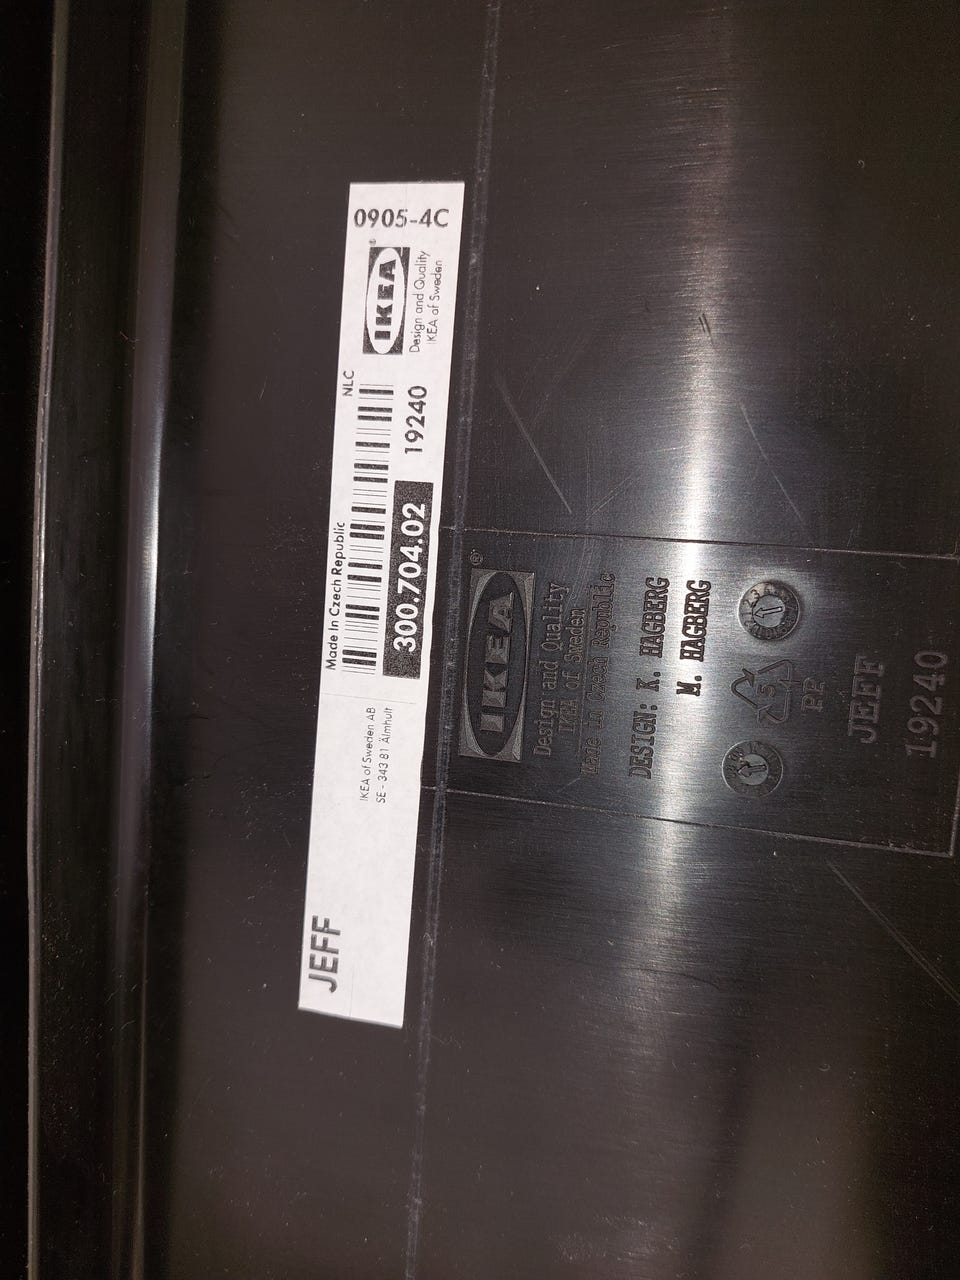 JEFF
IKEA of Sweden AB
SE - 343 81 Älmhult
Made In Czech Republic
NLC
300.704.02
19240
0905-4C
IKEA®
Design and Quality
IKEA of Sweden
IKEA®
Design and Quality
IKEA of Sweden
Made in Czech Republic
DESIGN: K. HAGBERG
M. HAGBERG
5
PP
JEFF
19240